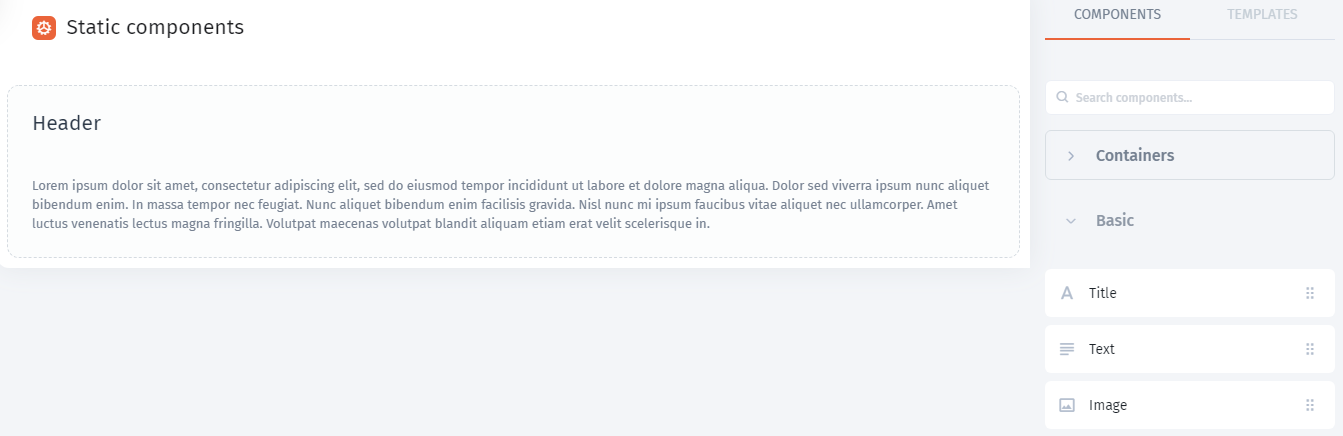 Static components
Header
Lorem ipsum dolor sit amet, consectetur adipiscing elit, sed do eiusmod tempor incididunt ut labore et dolore magna aliqua. Dolor sed viverra ipsum nunc aliquet
bibendum enim. In massa tempor nec feugiat. Nunc aliquet bibendum enim facilisis gravida. Nisl nunc mi ipsum faucibus vitae aliquet nec ullamcorper. Amet
luctus venenatis lectus magna fringilla. Volutpat maecenas volutpat blandit aliquam etiam erat velit scelerisque in.
COMPONENTS
TEMPLATES
Search components...
Containers
Basic
Title
Text
Image